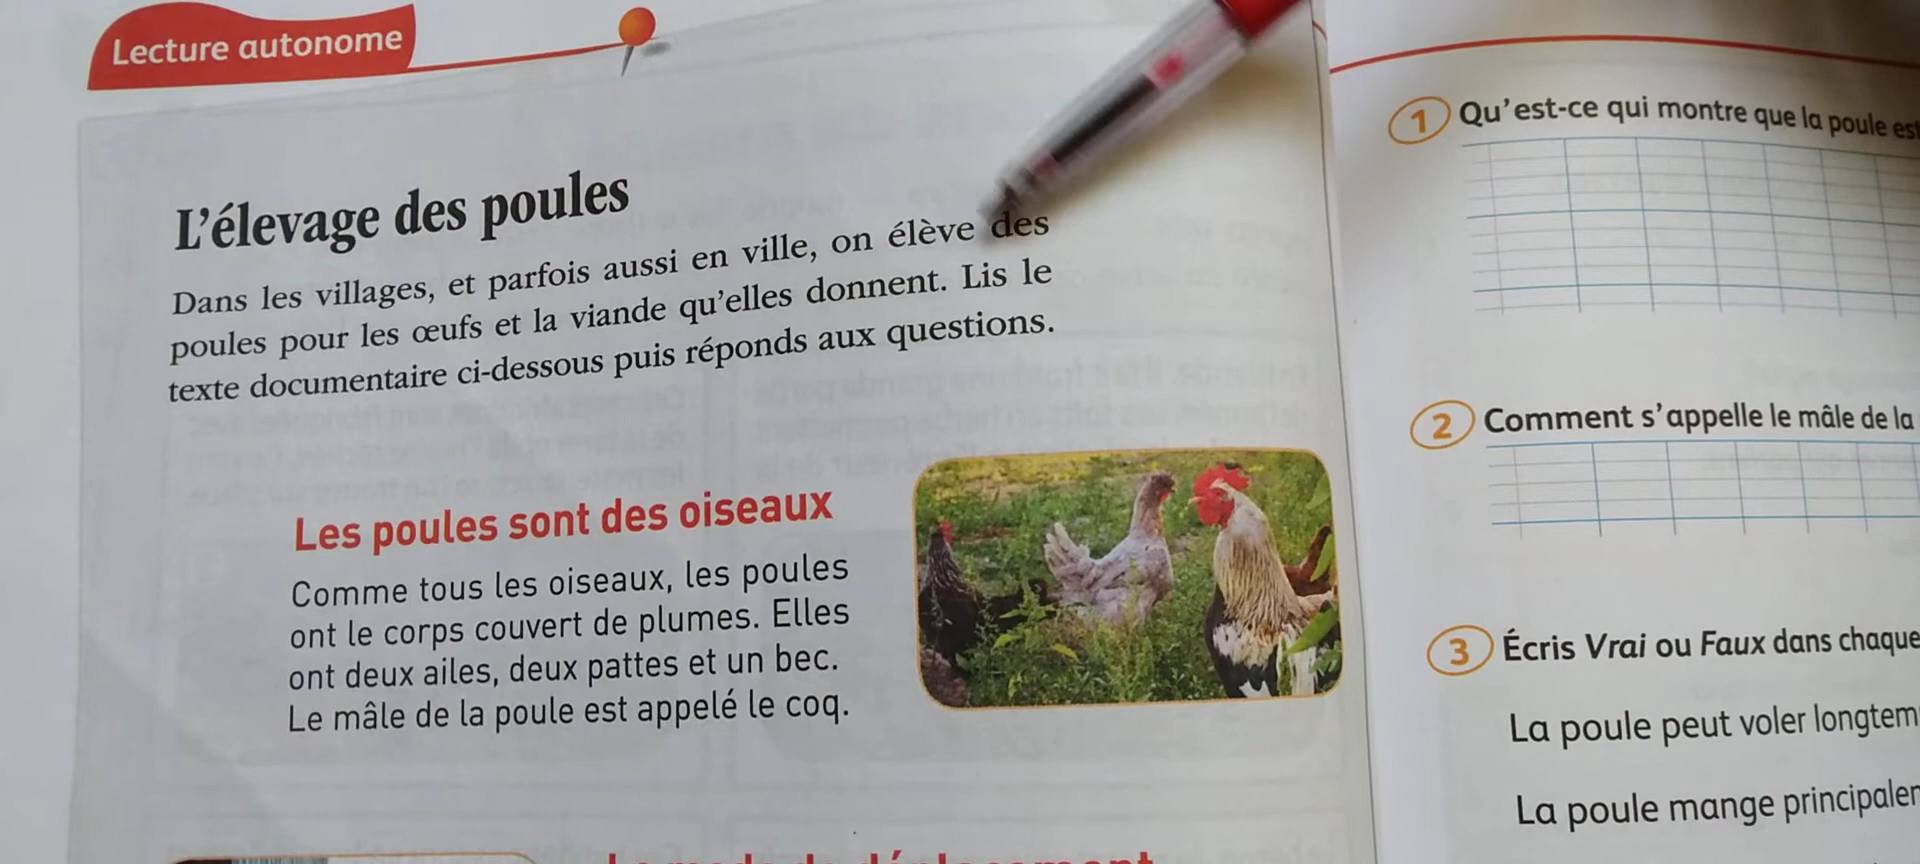 Lecture autonome
L'élevage des poules
Dans les villages, et parfois aussi en ville, on élève des
poules pour les œufs et la viande qu'elles donnent. Lis le
texte documentaire ci-dessous puis réponds aux questions.
Les poules sont des oiseaux
Comme tous les oiseaux, les poules
ont le corps couvert de plumes. Elles
ont deux ailes, deux pattes et un bec.
Le mâle de la poule est appelé le coq.
1 Qu'est-ce qui montre que la poule est
2 Comment s'appelle le mâle de la
3 Écris Vrai ou Faux dans chaque
La poule peut voler
La poule mange